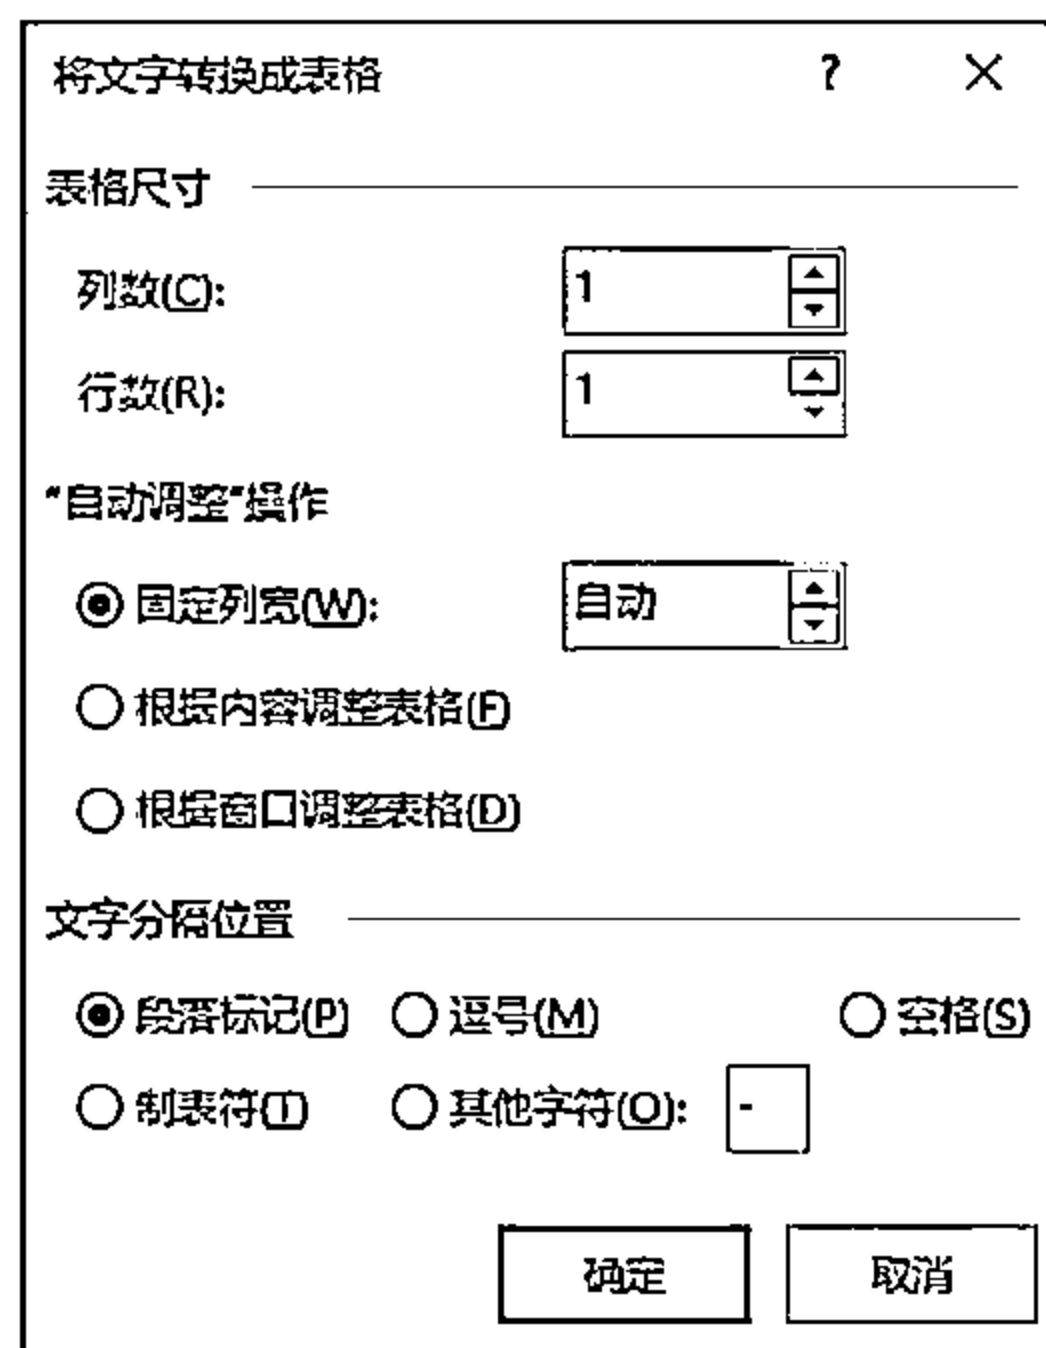 将文字转换成表格 ? ×
表格尺寸
列数(C): 1
行数(R): 1
“自动调整”操作
固定列宽(W): 自动
根据内容调整表格(F)
根据窗口调整表格(D)
文字分隔位置
段落标记(P) 逗号(M) 空格(S)
制表符(T) 其他字符(O): -
确定 取消